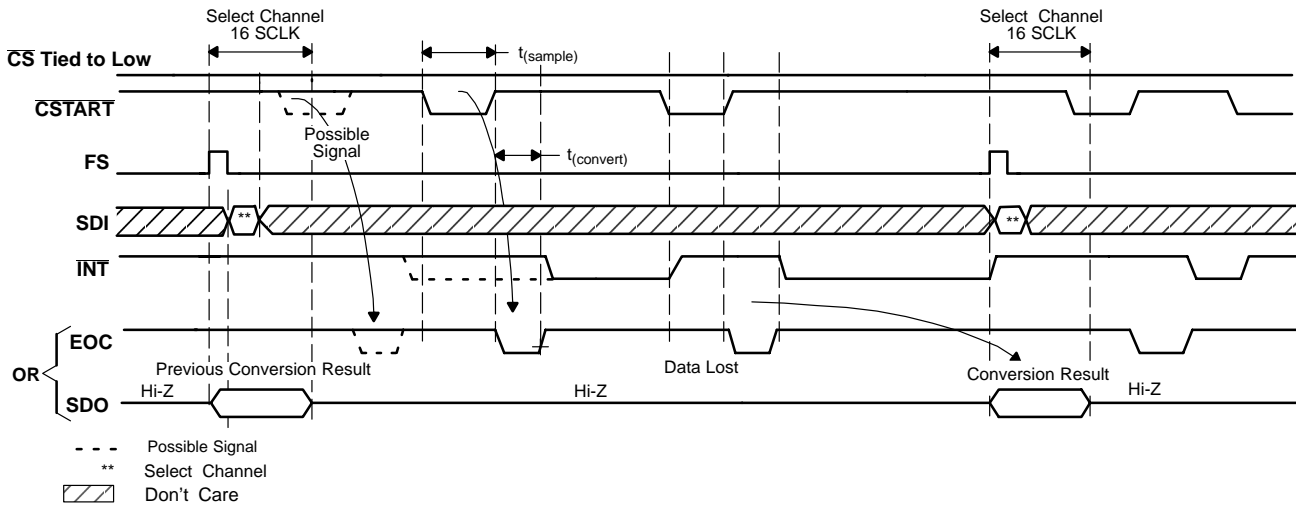 Select Channel
16 SCLK
Select Channel
16 SCLK
CS Tied to Low
t(sample)
CSTART
Possible
Signal
FS
t(convert)
SDI
**
**
INT
EOC
OR
Previous Conversion Result
Data Lost
Conversion Result
Hi-Z
Hi-Z
Hi-Z
SDO
Possible Signal
** Select Channel
Don't Care